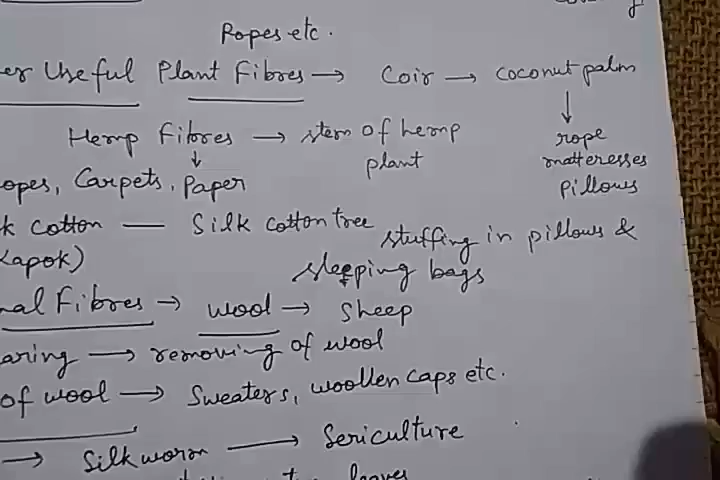 Ropes etc.
er Useful Plant Fibres → Coir → coconut palm
↓
Hemp Fibres → stem of hemp plant
rope
matteresses
pillows
↓
opes, Carpets, Paper
k cotton — Silk cotton tree
stuffing in pillows & sleeping bags
Kapok)
nal Fibres → wool → Sheep
aring → removing of wool
of wool → Sweaters, woollen caps etc.
→ Silkworm → Sericulture
leaves